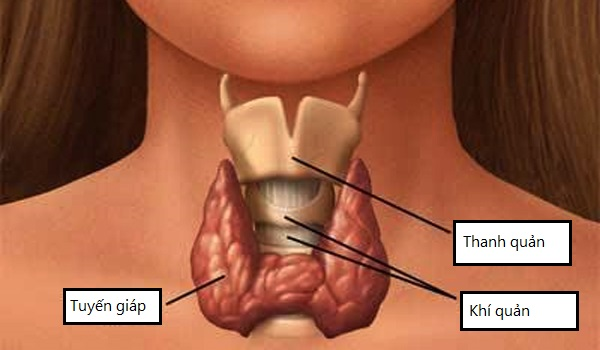 Thanh quản
Tuyến giáp
Khí quản